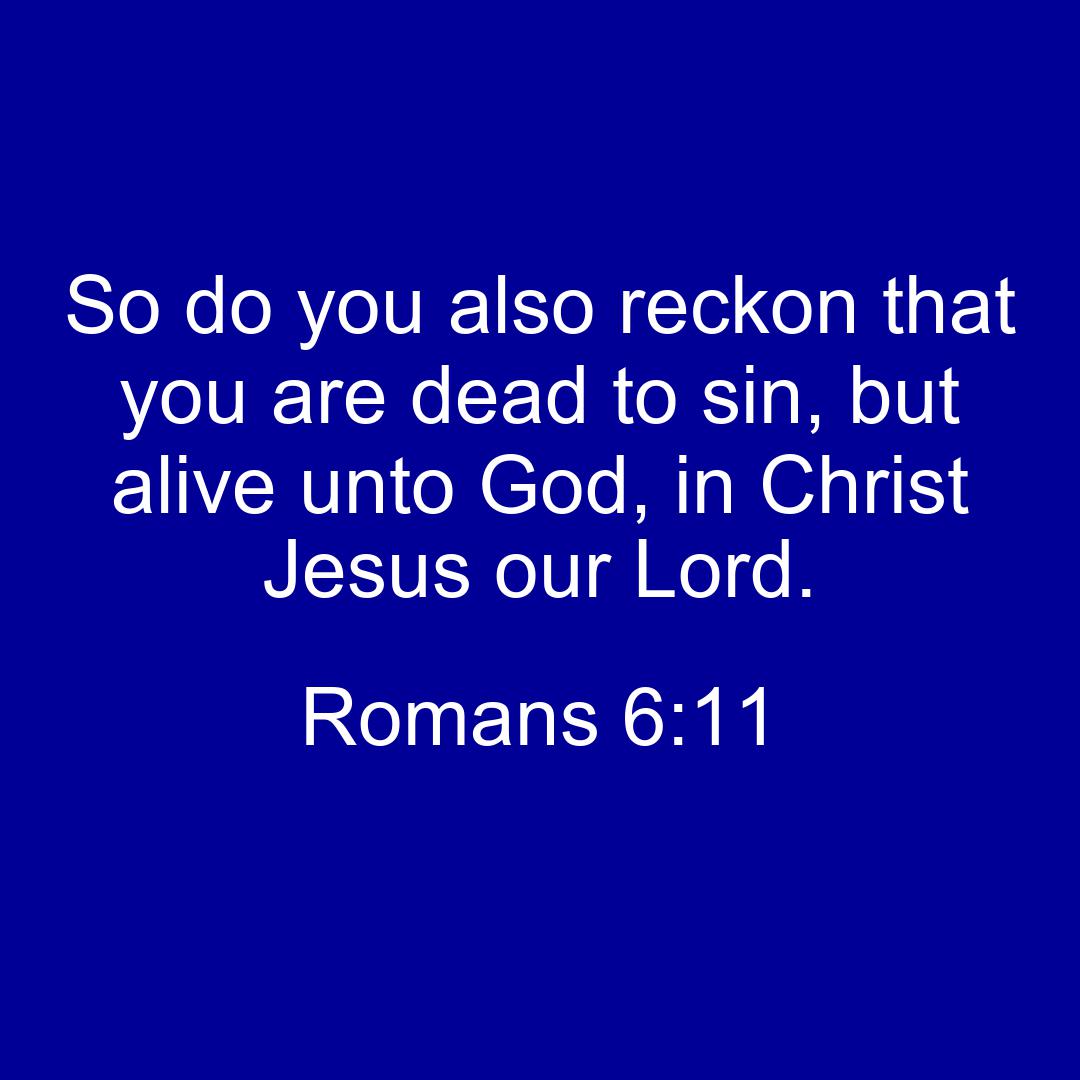 So do you also reckon that
you are dead to sin, but
alive unto God, in Christ
Jesus our Lord.
Romans 6:11